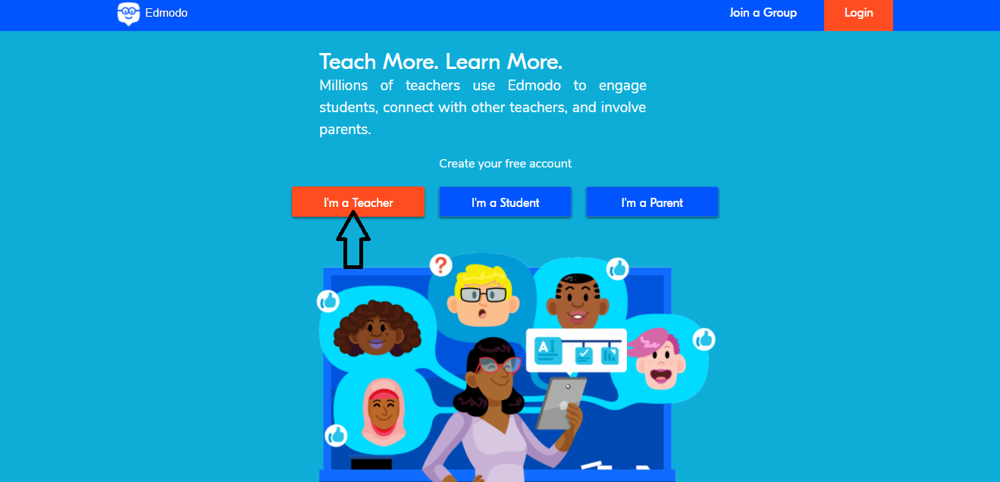 Edmodo
Join a Group
Login
Teach More. Learn More.
Millions of teachers use Edmodo to engage
students, connect with other teachers, and involve
parents.
Create your free account
I'm a Teacher
I'm a Student
I'm a Parent
?
A